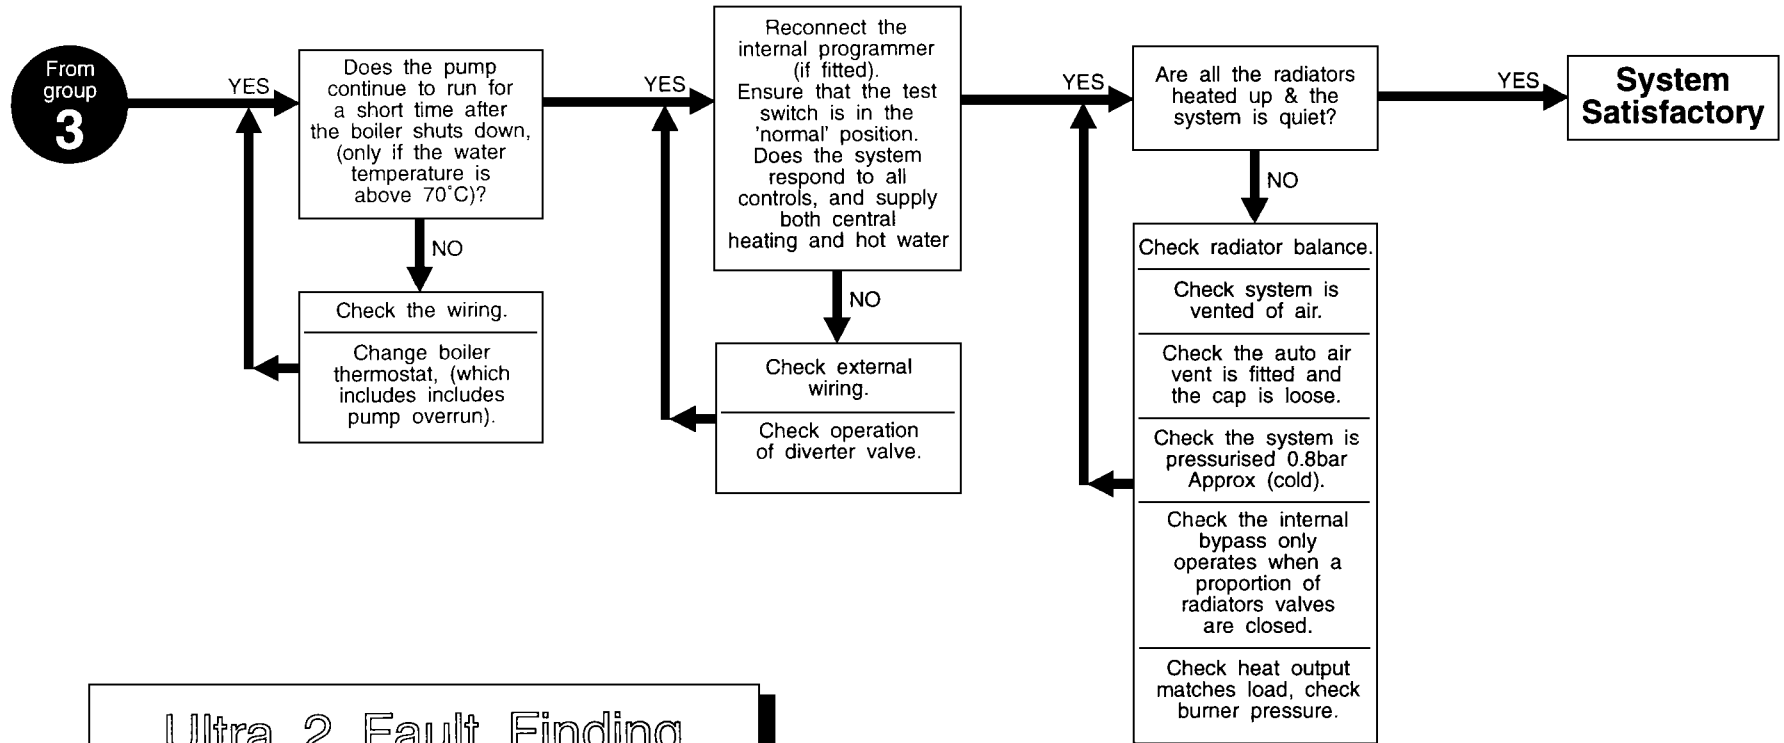 From
group
3
YES
Does the pump
continue to run for
a short time after
the boiler shuts down,
(only if the water
temperature is
above 70°C)?
NO
Check the wiring.
Change boiler
thermostat, (which
includes includes
pump overrun).
YES
Reconnect the
internal programmer
(if fitted).
Ensure that the test
switch is in the
'normal' position.
Does the system
respond to all
controls, and supply
both central
heating and hot water
NO
Check external
wiring.
Check operation
of diverter valve.
YES
Are all the radiators
heated up & the
system is quiet?
NO
Check radiator balance.
Check system is
vented of air.
Check the auto air
vent is fitted and
the cap is loose.
Check the system is
pressurised 0.8bar
Approx (cold).
Check the internal
bypass only
operates when a
proportion of
radiators valves
are closed.
Check heat output
matches load, check
burner pressure.
YES
System
Satisfactory
Ultra 2 Fault Finding